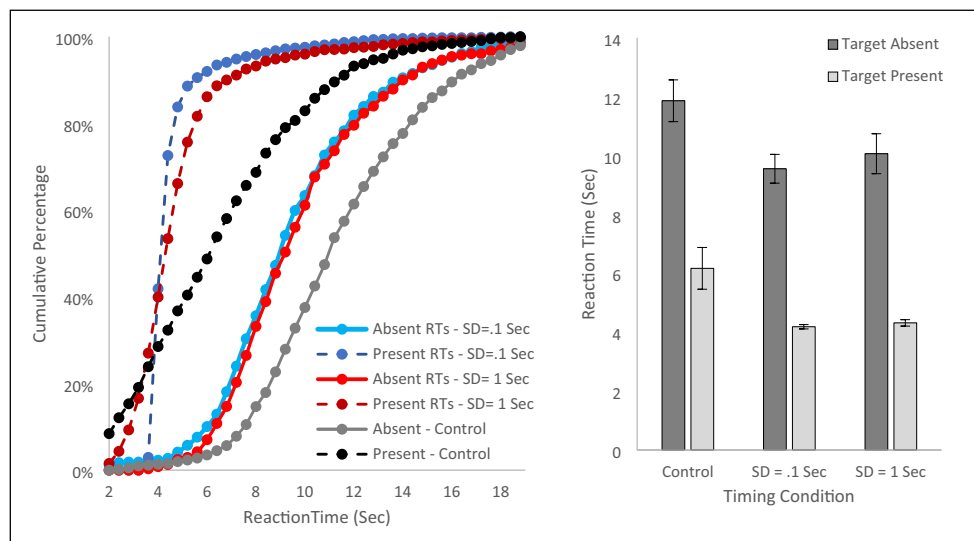 100%
80%
60%
40%
20%
0%
Cumulative Percentage
2 4 6 8 10 12 14 16 18
ReactionTime (Sec)
Absent RTs - SD=.1 Sec
Present RTs - SD=.1 Sec
Absent RTs - SD= 1 Sec
Present RTs - SD= 1 Sec
Absent - Control
Present - Control
14
12
10
8
6
4
2
0
Reaction Time (Sec)
Target Absent
Target Present
Control SD = .1 Sec SD = 1 Sec
Timing Condition